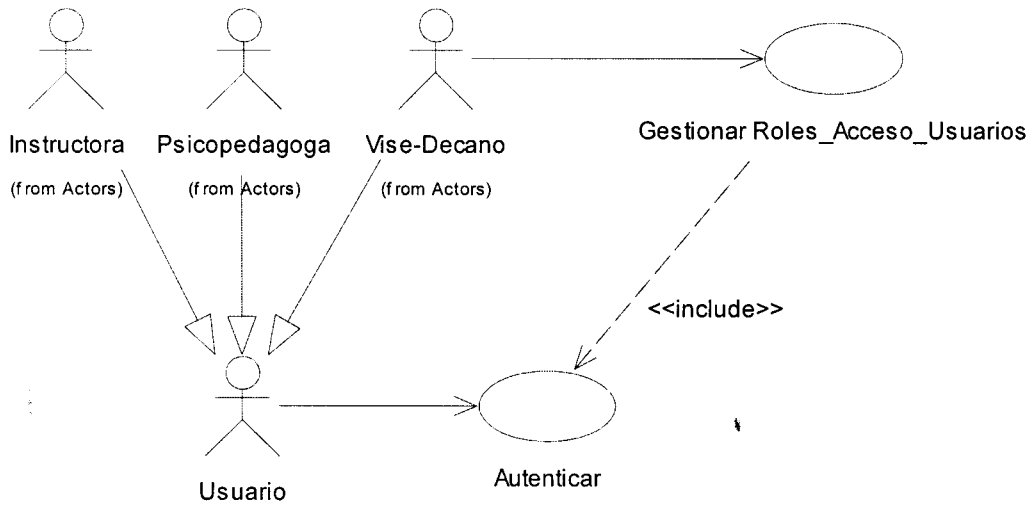 Instructora
(from Actors)
Psicopedagoga
(from Actors)
Vise-Decano
(from Actors)
Gestionar Roles_Acceso_Usuarios
<<include>>
Usuario
Autenticar